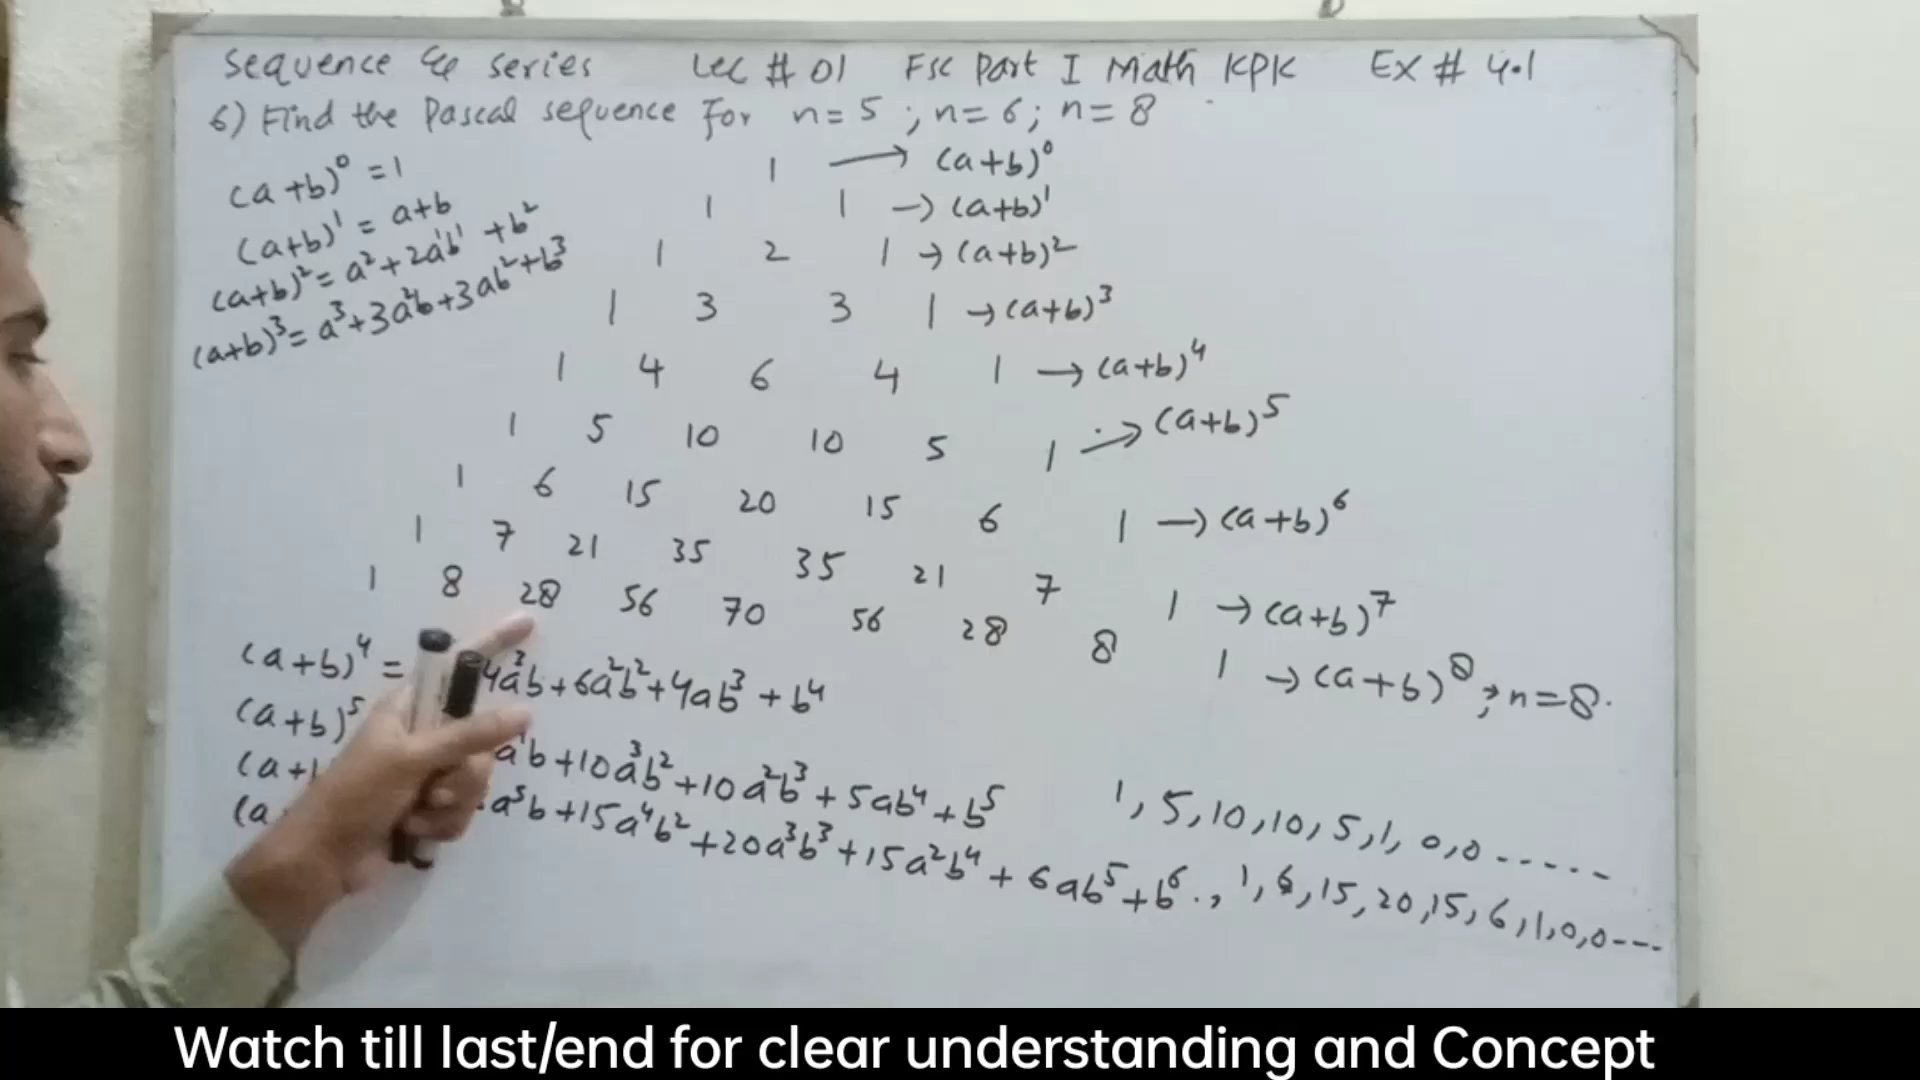 Sequence & series Lec # 01 FSC Part I Math KPK EX # 4.1
6) Find the Pascal sequence For n=5 ; n=6; n=8
(a+b)⁰ = 1
(a+b)¹ = a+b
(a+b)² = a²+2a¹b¹+b²
(a+b)³ = a³+3a²b+3ab²+b³
1 → (a+b)⁰
1 1 → (a+b)¹
1 2 1 → (a+b)²
1 3 3 1 → (a+b)³
1 4 6 4 1 → (a+b)⁴
1 5 10 10 5 1 → (a+b)⁵
1 6 15 20 15 6 1 → (a+b)⁶
1 7 21 35 35 21 7 1 → (a+b)⁷
1 8 28 56 70 56 28 8 1 → (a+b)⁸ ; n=8.
(a+b)⁴ = 4a³b+6a²b²+4ab³+b⁴
(a+b)⁵
b+10a³b²+10a²b³+5ab⁴+b⁵ 1, 5, 10, 10, 5, 1, 0, 0 -----
a⁵b+15a⁴b²+20a³b³+15a²b⁴+6ab⁵+b⁶., 1, 6, 15, 20, 15, 6, 1, 0, 0 ---
Watch till last/end for clear understanding and Concept